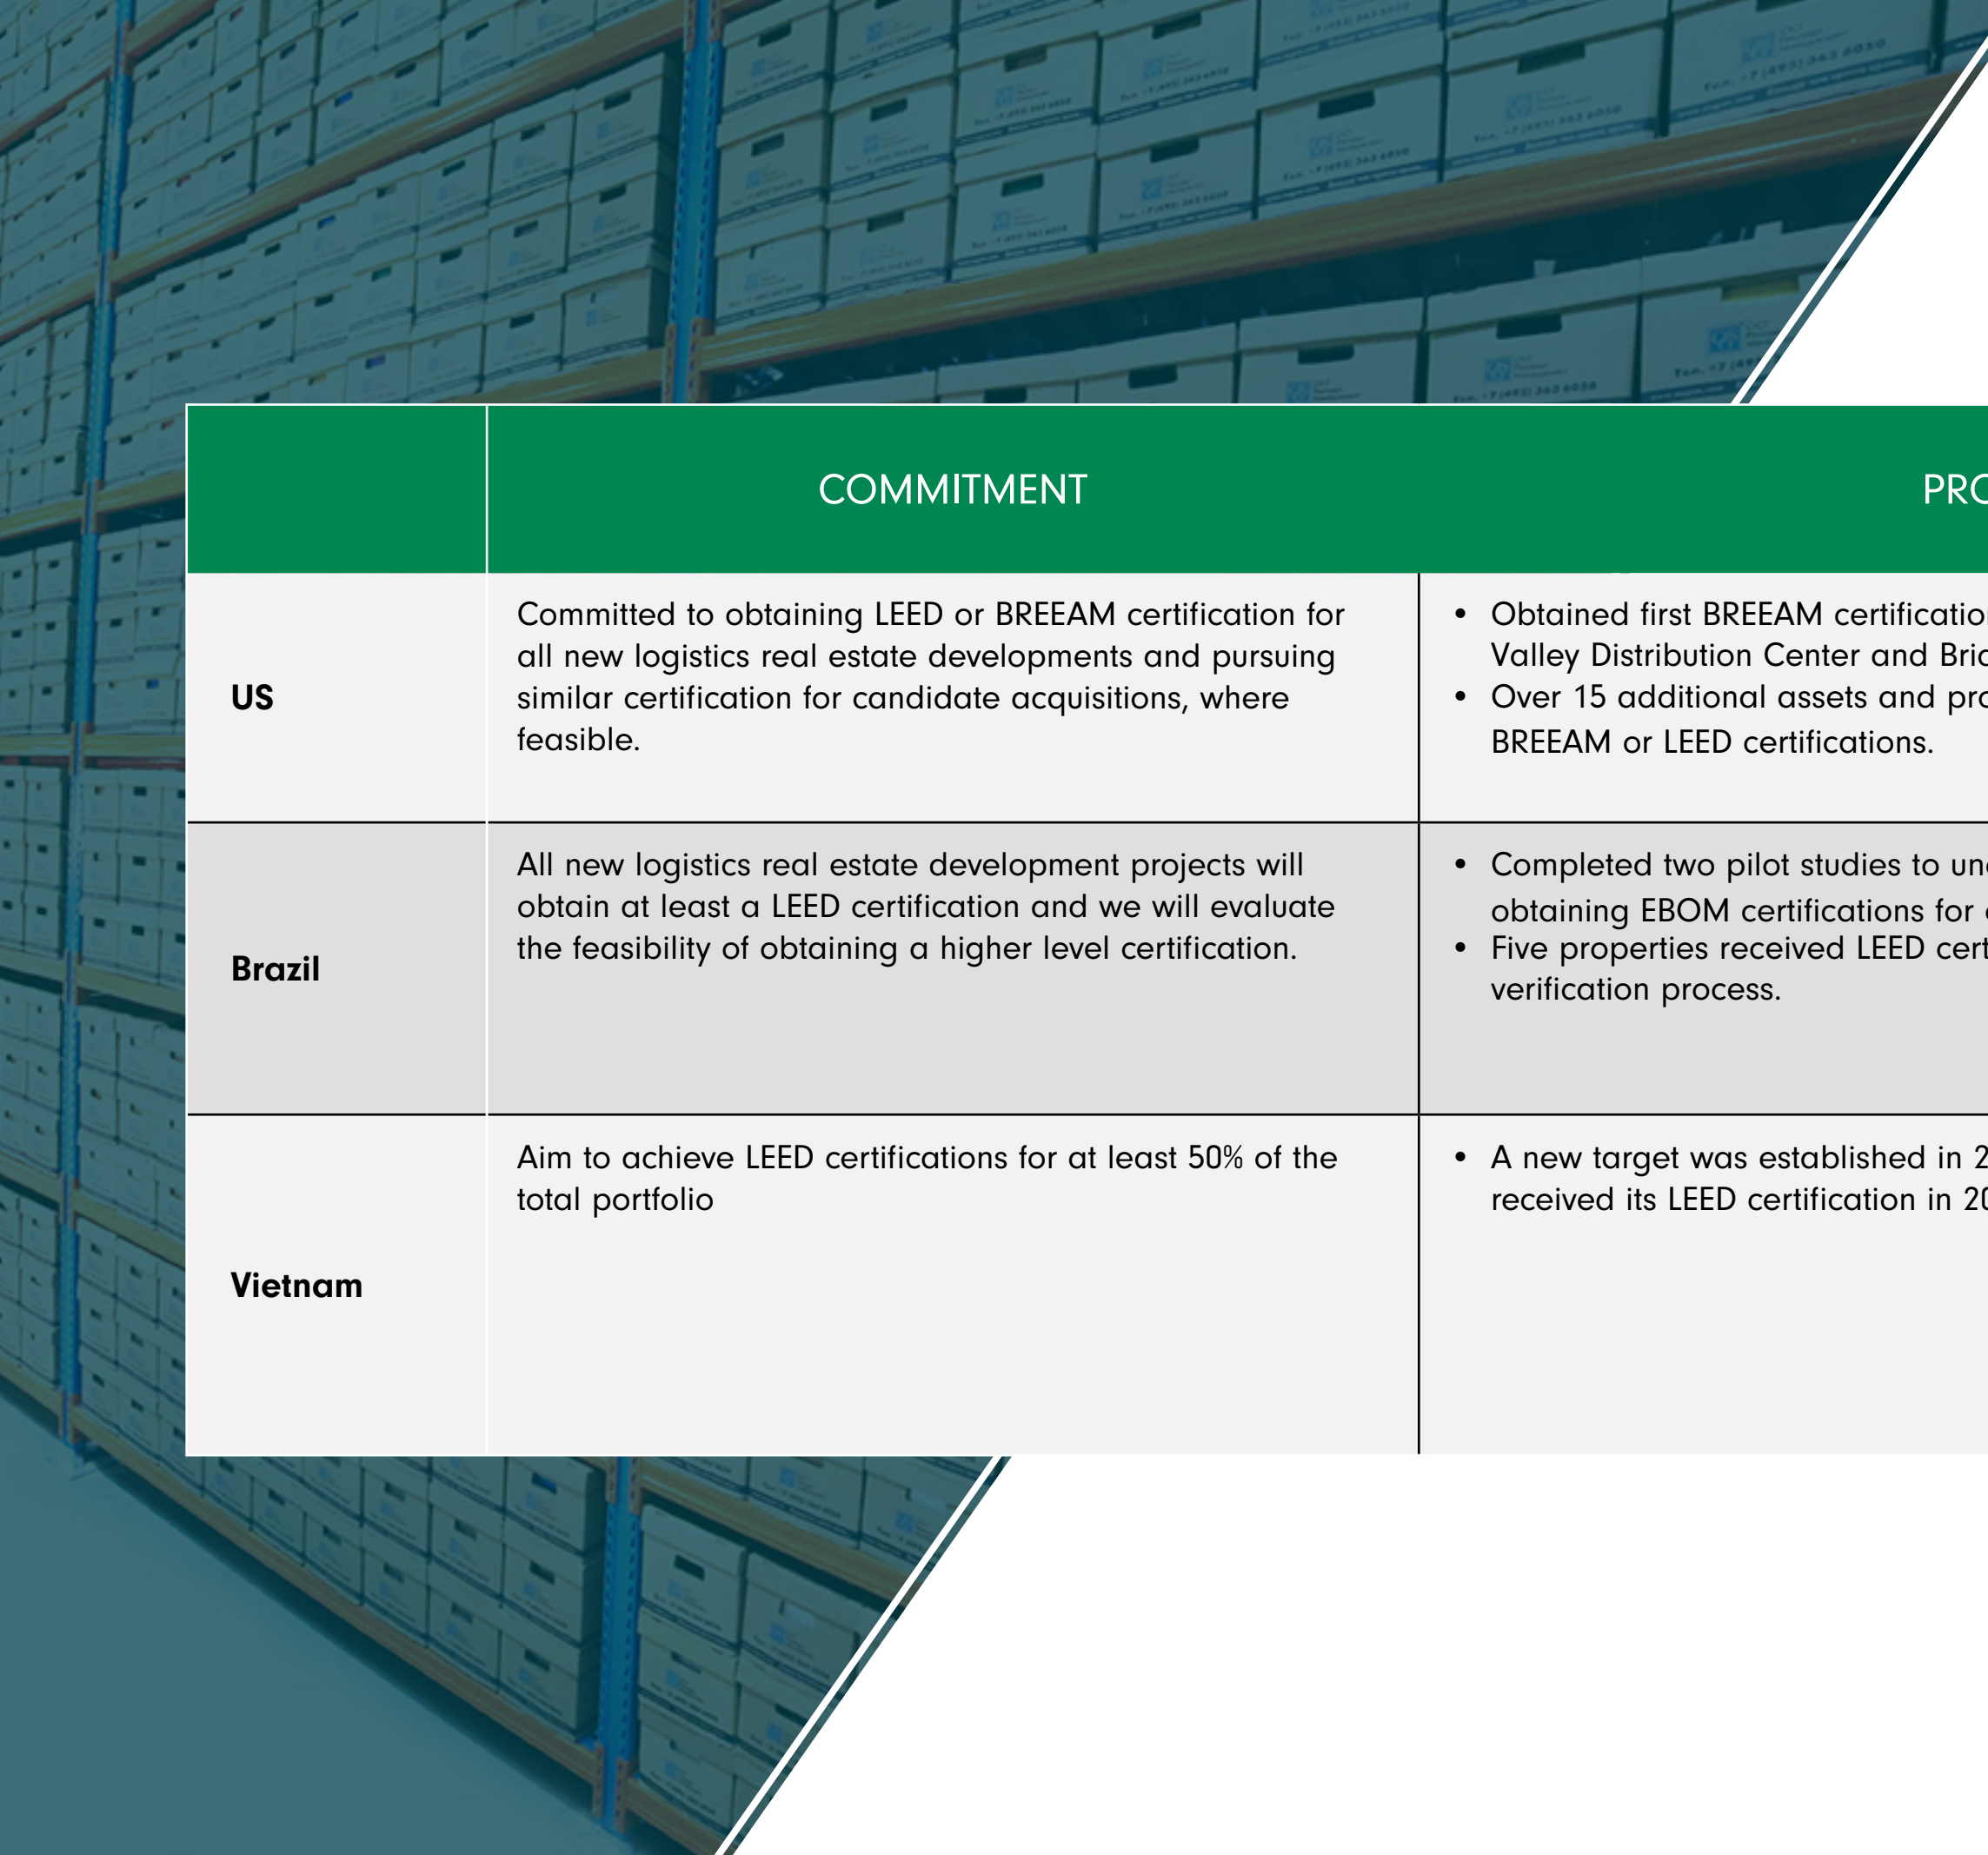 COMMITMENT
US
Committed to obtaining LEED or BREEAM certification for
all new logistics real estate developments and pursuing
similar certification for candidate acquisitions, where
feasible.
• Obtained first BREEAM
Valley Distribution Center and
• Over 15 additional assets and
BREEAM or LEED certifications.
Brazil
All new logistics real estate development projects will
obtain at least a LEED certification and we will evaluate
the feasibility of obtaining a higher level certification.
• Completed two pilot studies to
obtaining EBOM certifications for
• Five properties received LEED
verification process.
Vietnam
Aim to achieve LEED certifications for at least 50% of the
total portfolio
• A new target was established in
received its LEED certification in